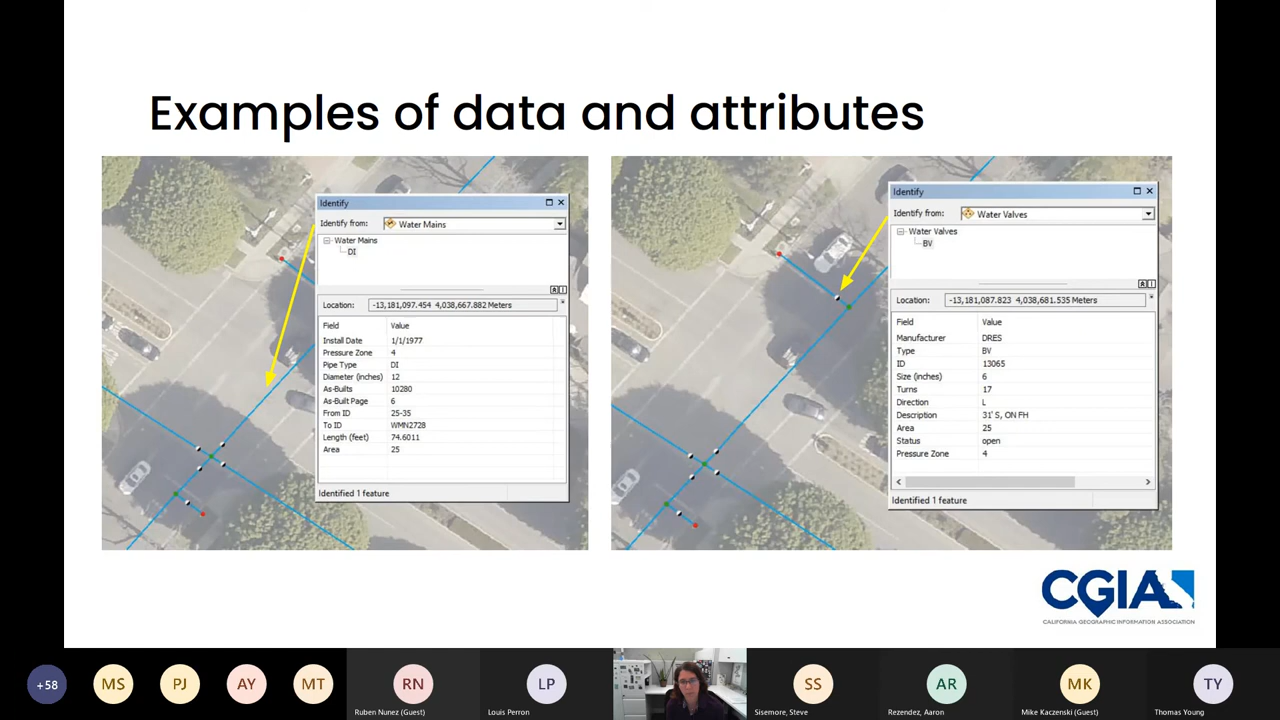 Examples of data and attributes
Identify
Identify from: Water Mains
Water Mains
DI
Location: -13,181,097.454 4,038,667.882 Meters
Field Value
Install Date 1/1/1977
Pressure Zone 4
Pipe Type DI
Diameter (inches) 12
As-Builts 10280
As-Built Page 6
From ID 25-35
To ID WMN2728
Length (feet) 74.6011
Area 25
Identified 1 feature
Identify
Identify from: Water Valves
Water Valves
BV
Location: -13,181,087.823 4,038,681.535 Meters
Field Value
Manufacturer DRES
Type BV
ID 13065
Size (inches) 6
Turns 17
Direction L
Description 31' S, ON FH
Area 25
Status open
Pressure Zone 4
Identified 1 feature
CGIA
CALIFORNIA GEOGRAPHIC INFORMATION ASSOCIATION
+58 MS PJ AY MT RN LP SS AR MK TY
Ruben Nunez (Guest) Louis Perron Sisemore, Steve Rezendez, Aaron Mike Kaczenski (Guest) Thomas Young